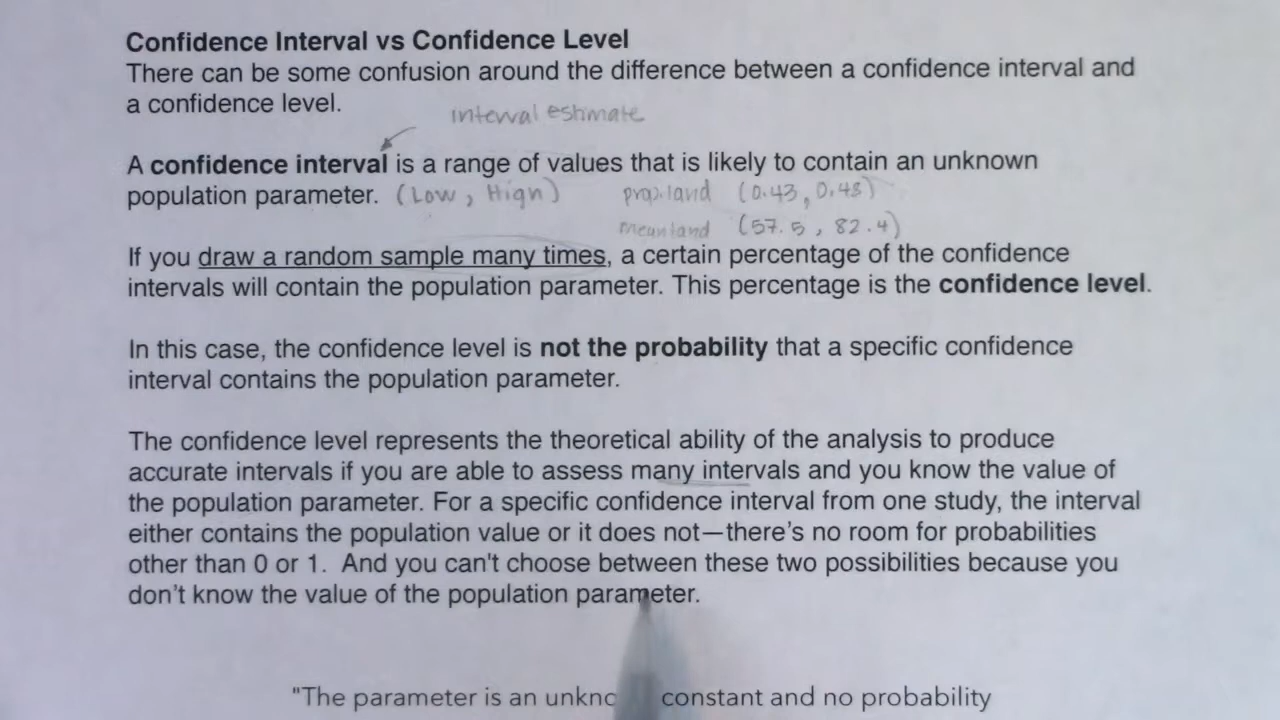 Confidence Interval vs Confidence Level
There can be some confusion around the difference between a confidence interval and
a confidence level.
interval estimate
A confidence interval is a range of values that is likely to contain an unknown
population parameter. (Low, High) (0.43, 0.48)
(57.5, 82.4)
If you draw a random sample many times, a certain percentage of the confidence
intervals will contain the population parameter. This percentage is the confidence level.
In this case, the confidence level is not the probability that a specific confidence
interval contains the population parameter.
The confidence level represents the theoretical ability of the analysis to produce
accurate intervals if you are able to assess many intervals and you know the value of
the population parameter. For a specific confidence interval from one study, the interval
either contains the population value or it does not—there's no room for probabilities
other than 0 or 1. And you can't choose between these two possibilities because you
don't know the value of the population parameter.
"The parameter is an constant and no probability